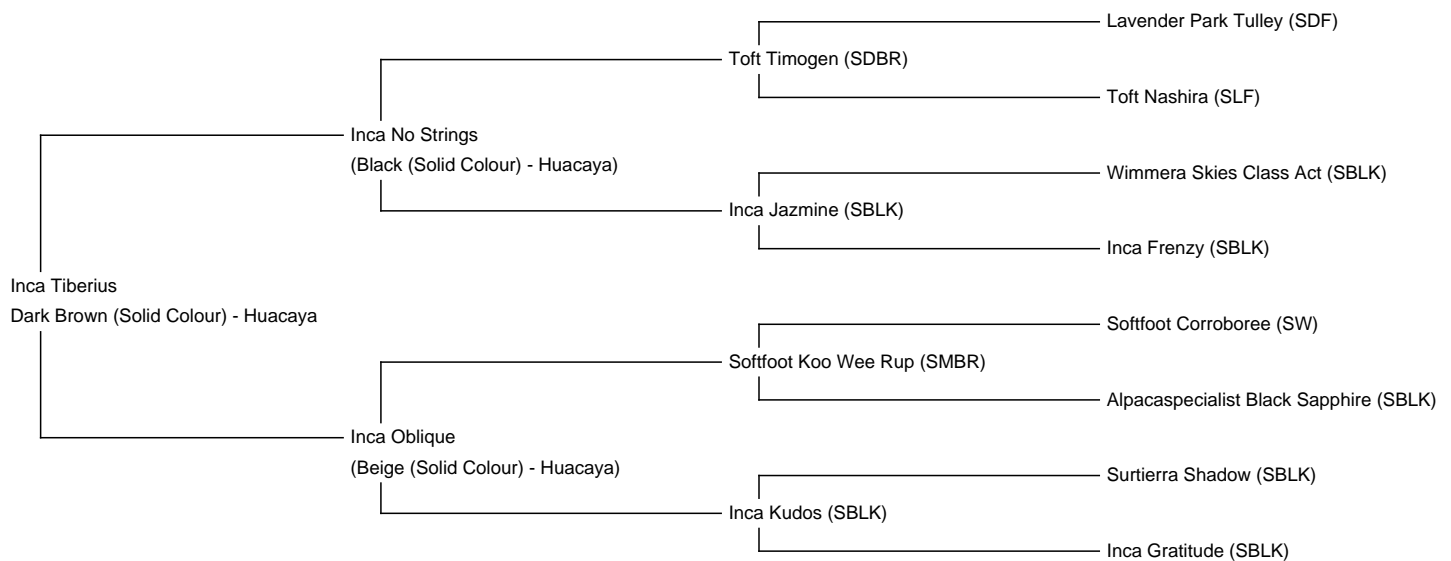 Lavender Park Tulley (SDF)
Toft Timogen (SDBR)
Toft Nashira (SLF)
Inca No Strings
(Black (Solid Colour) - Huacaya)
Wimmera Skies Class Act (SBLK)
Inca Jazmine (SBLK)
Inca Frenzy (SBLK)
Inca Tiberius
Dark Brown (Solid Colour) - Huacaya
Softfoot Corroboree (SW)
Softfoot Koo Wee Rup (SMBR)
Alpacaspecialist Black Sapphire (SBLK)
Inca Oblique
(Beige (Solid Colour) - Huacaya)
Surtierra Shadow (SBLK)
Inca Kudos (SBLK)
Inca Gratitude (SBLK)